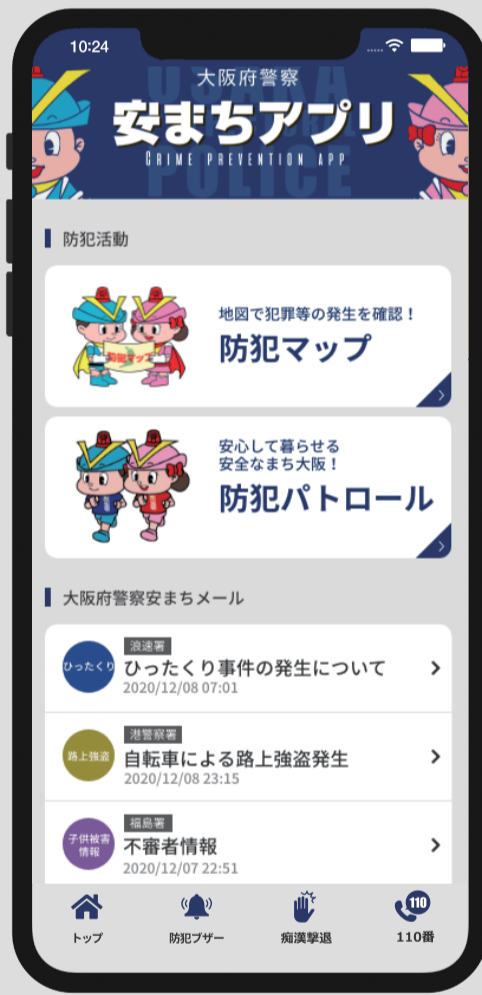 10:24
大阪府警察
安まちアプリ
CRIME PREVENTION APP
OSAKA
POLICE
防犯活動
地図で犯罪等の発生を確認！
防犯マップ
防犯マップ
安心して暮らせる
安全なまち大阪！
防犯パトロール
大阪府警察安まちメール
ひったくり
浪速署
ひったくり事件の発生について
2020/12/08 07:01
路上強盗
港警察署
自転車による路上強盗発生
2020/12/08 23:15
子供被害
情報
福島署
不審者情報
2020/12/07 22:51
トップ
防犯ブザー
痴漢撃退
110
110番